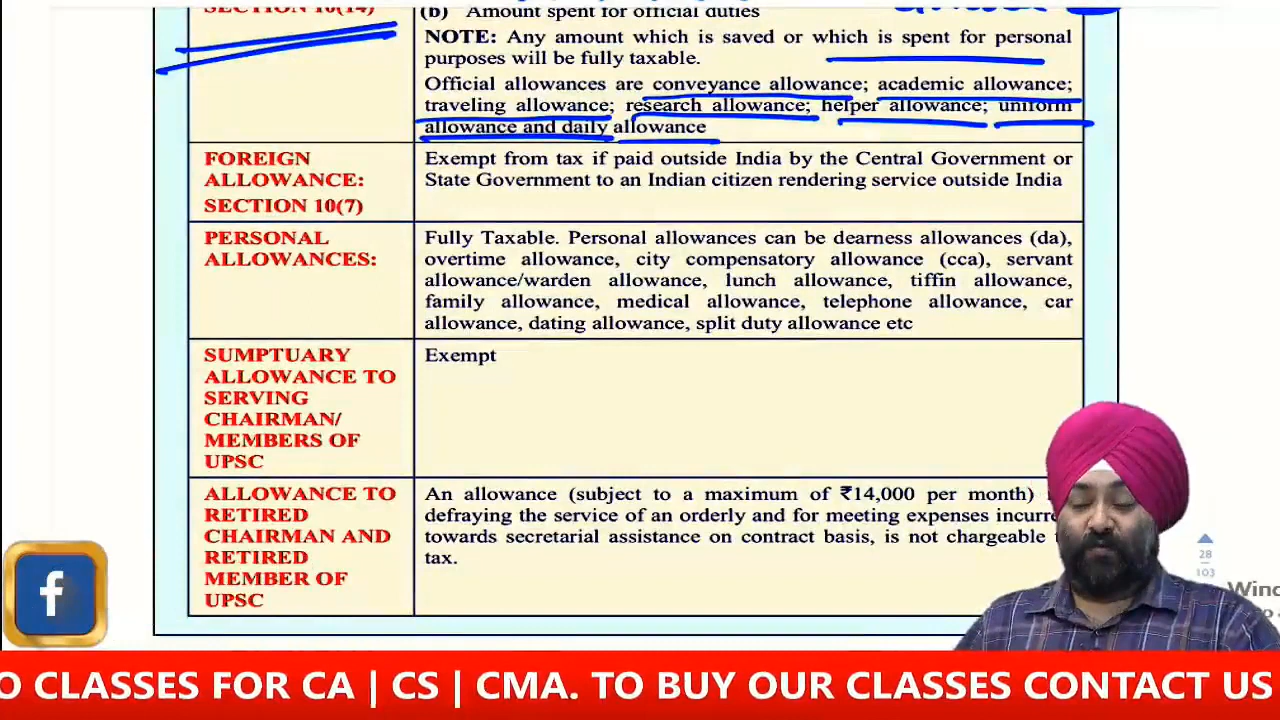 SECTION 10(14)
(b) Amount spent for official duties
NOTE: Any amount which is saved or which is spent for personal
purposes will be fully taxable.
Official allowances are conveyance allowance; academic allowance;
traveling allowance; research allowance; helper allowance; uniform
allowance and daily allowance
FOREIGN
ALLOWANCE:
SECTION 10(7)
Exempt from tax if paid outside India by the Central Government or
State Government to an Indian citizen rendering service outside India
PERSONAL
ALLOWANCES:
Fully Taxable. Personal allowances can be dearness allowances (da),
overtime allowance, city compensatory allowance (cca), servant
allowance/warden allowance, lunch allowance, tiffin allowance,
family allowance, medical allowance, telephone allowance, car
allowance, dating allowance, split duty allowance etc
SUMPTUARY
ALLOWANCE TO
SERVING
CHAIRMAN/
MEMBERS OF
UPSC
Exempt
ALLOWANCE TO
RETIRED
CHAIRMAN AND
RETIRED
MEMBER OF
UPSC
An allowance (subject to a maximum of ₹14,000 per month)
defraying the service of an orderly and for meeting expenses incurre
towards secretarial assistance on contract basis, is not chargeable
tax.
28
103
Wind
f
O CLASSES FOR CA | CS | CMA. TO BUY OUR CLASSES CONTACT US